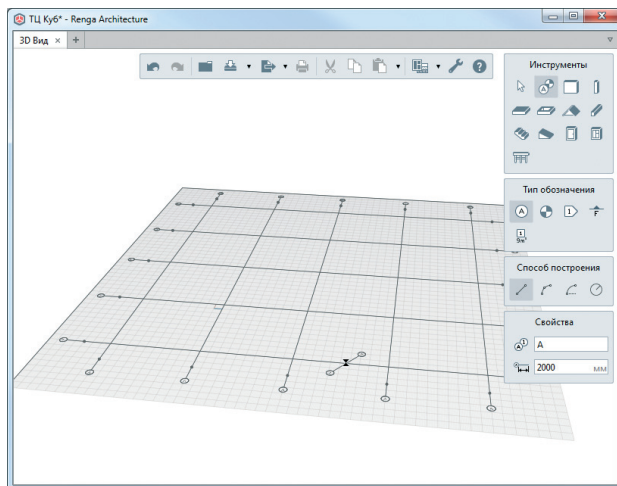 ТЦ Куб* - Renga Architecture
3D Вид × +
Инструменты
Тип обозначения
Способ построения
Свойства
А
2000 мм